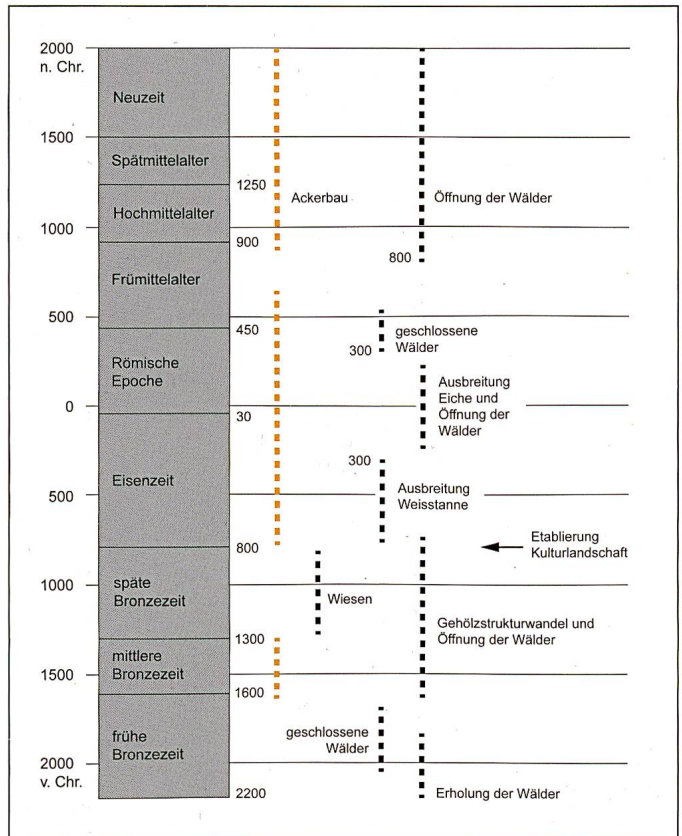 2000
n. Chr.
Neuzeit
1500
Spätmittelalter
1250
Ackerbau
Öffnung der Wälder
Hochmittelalter
1000
900
800
Frümittelalter
500
450
geschlossene
Wälder
300
Römische
Epoche
Ausbreitung
Eiche und
Öffnung der
Wälder
0
30
300
Eisenzeit
Ausbreitung
Weisstanne
500
Etablierung
Kulturlandschaft
800
späte
Bronzezeit
1000
Wiesen
Gehölzstrukturwandel und
Öffnung der Wälder
1300
mittlere
Bronzezeit
1500
1600
geschlossene
Wälder
frühe
Bronzezeit
2000
v. Chr.
2200
Erholung der Wälder